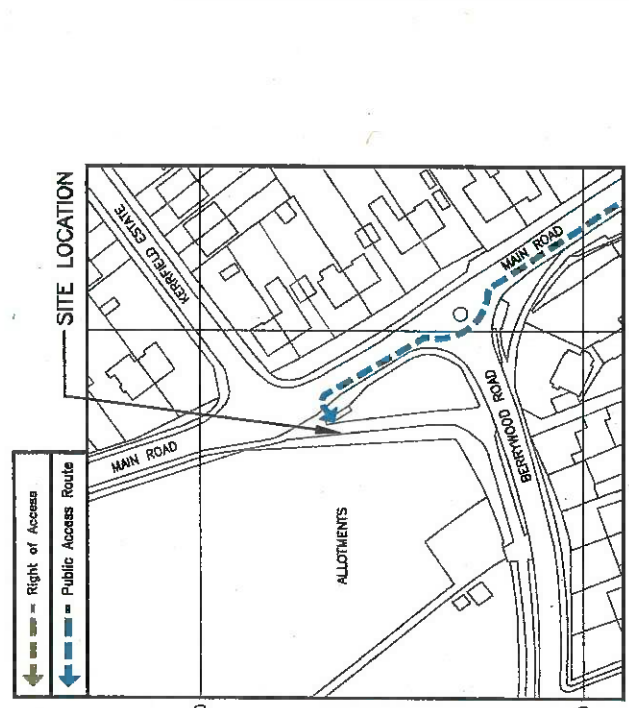 SITE LOCATION
= Right of Access
= Public Access Route
KERRFIELD ESTATE
MAIN ROAD
MAIN ROAD
BERRYWOOD ROAD
ALLOTMENTS